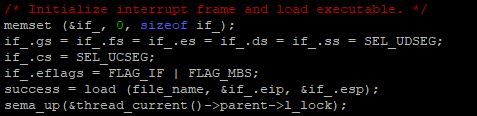 /* Initialize interrupt frame and load executable. */
memset (&if_, 0, sizeof if_);
if_.gs = if_.fs = if_.es = if_.ds = if_.ss = SEL_UDSEG;
if_.cs = SEL_UCSEG;
if_.eflags = FLAG_IF | FLAG_MBS;
success = load (file_name, &if_.eip, &if_.esp);
sema_up(&thread_current()->parent->l_lock);